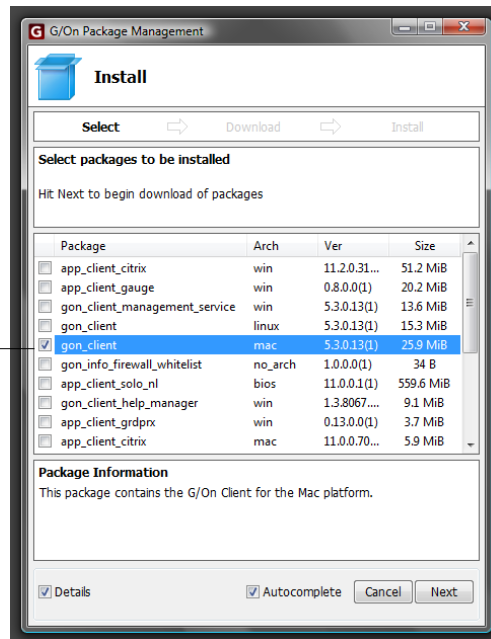 G G/On Package Management
Install
Select Download Install
Select packages to be installed
Hit Next to begin download of packages
Package Arch Ver Size
app_client_citrix win 11.2.0.31... 51.2 MiB
app_client_gauge win 0.8.0.0(1) 20.2 MiB
gon_client_management_service win 5.3.0.13(1) 13.6 MiB
gon_client linux 5.3.0.13(1) 15.3 MiB
gon_client mac 5.3.0.13(1) 25.9 MiB
gon_info_firewall_whitelist no_arch 1.0.0.0(1) 34 B
app_client_solo_nl bios 11.0.0.1(1) 559.6 MiB
gon_client_help_manager win 1.3.8067.... 9.1 MiB
app_client_grdprx win 0.13.0.0(1) 3.7 MiB
app_client_citrix mac 11.0.0.70... 5.9 MiB
Package Information
This package contains the G/On Client for the Mac platform.
Details Autocomplete Cancel Next